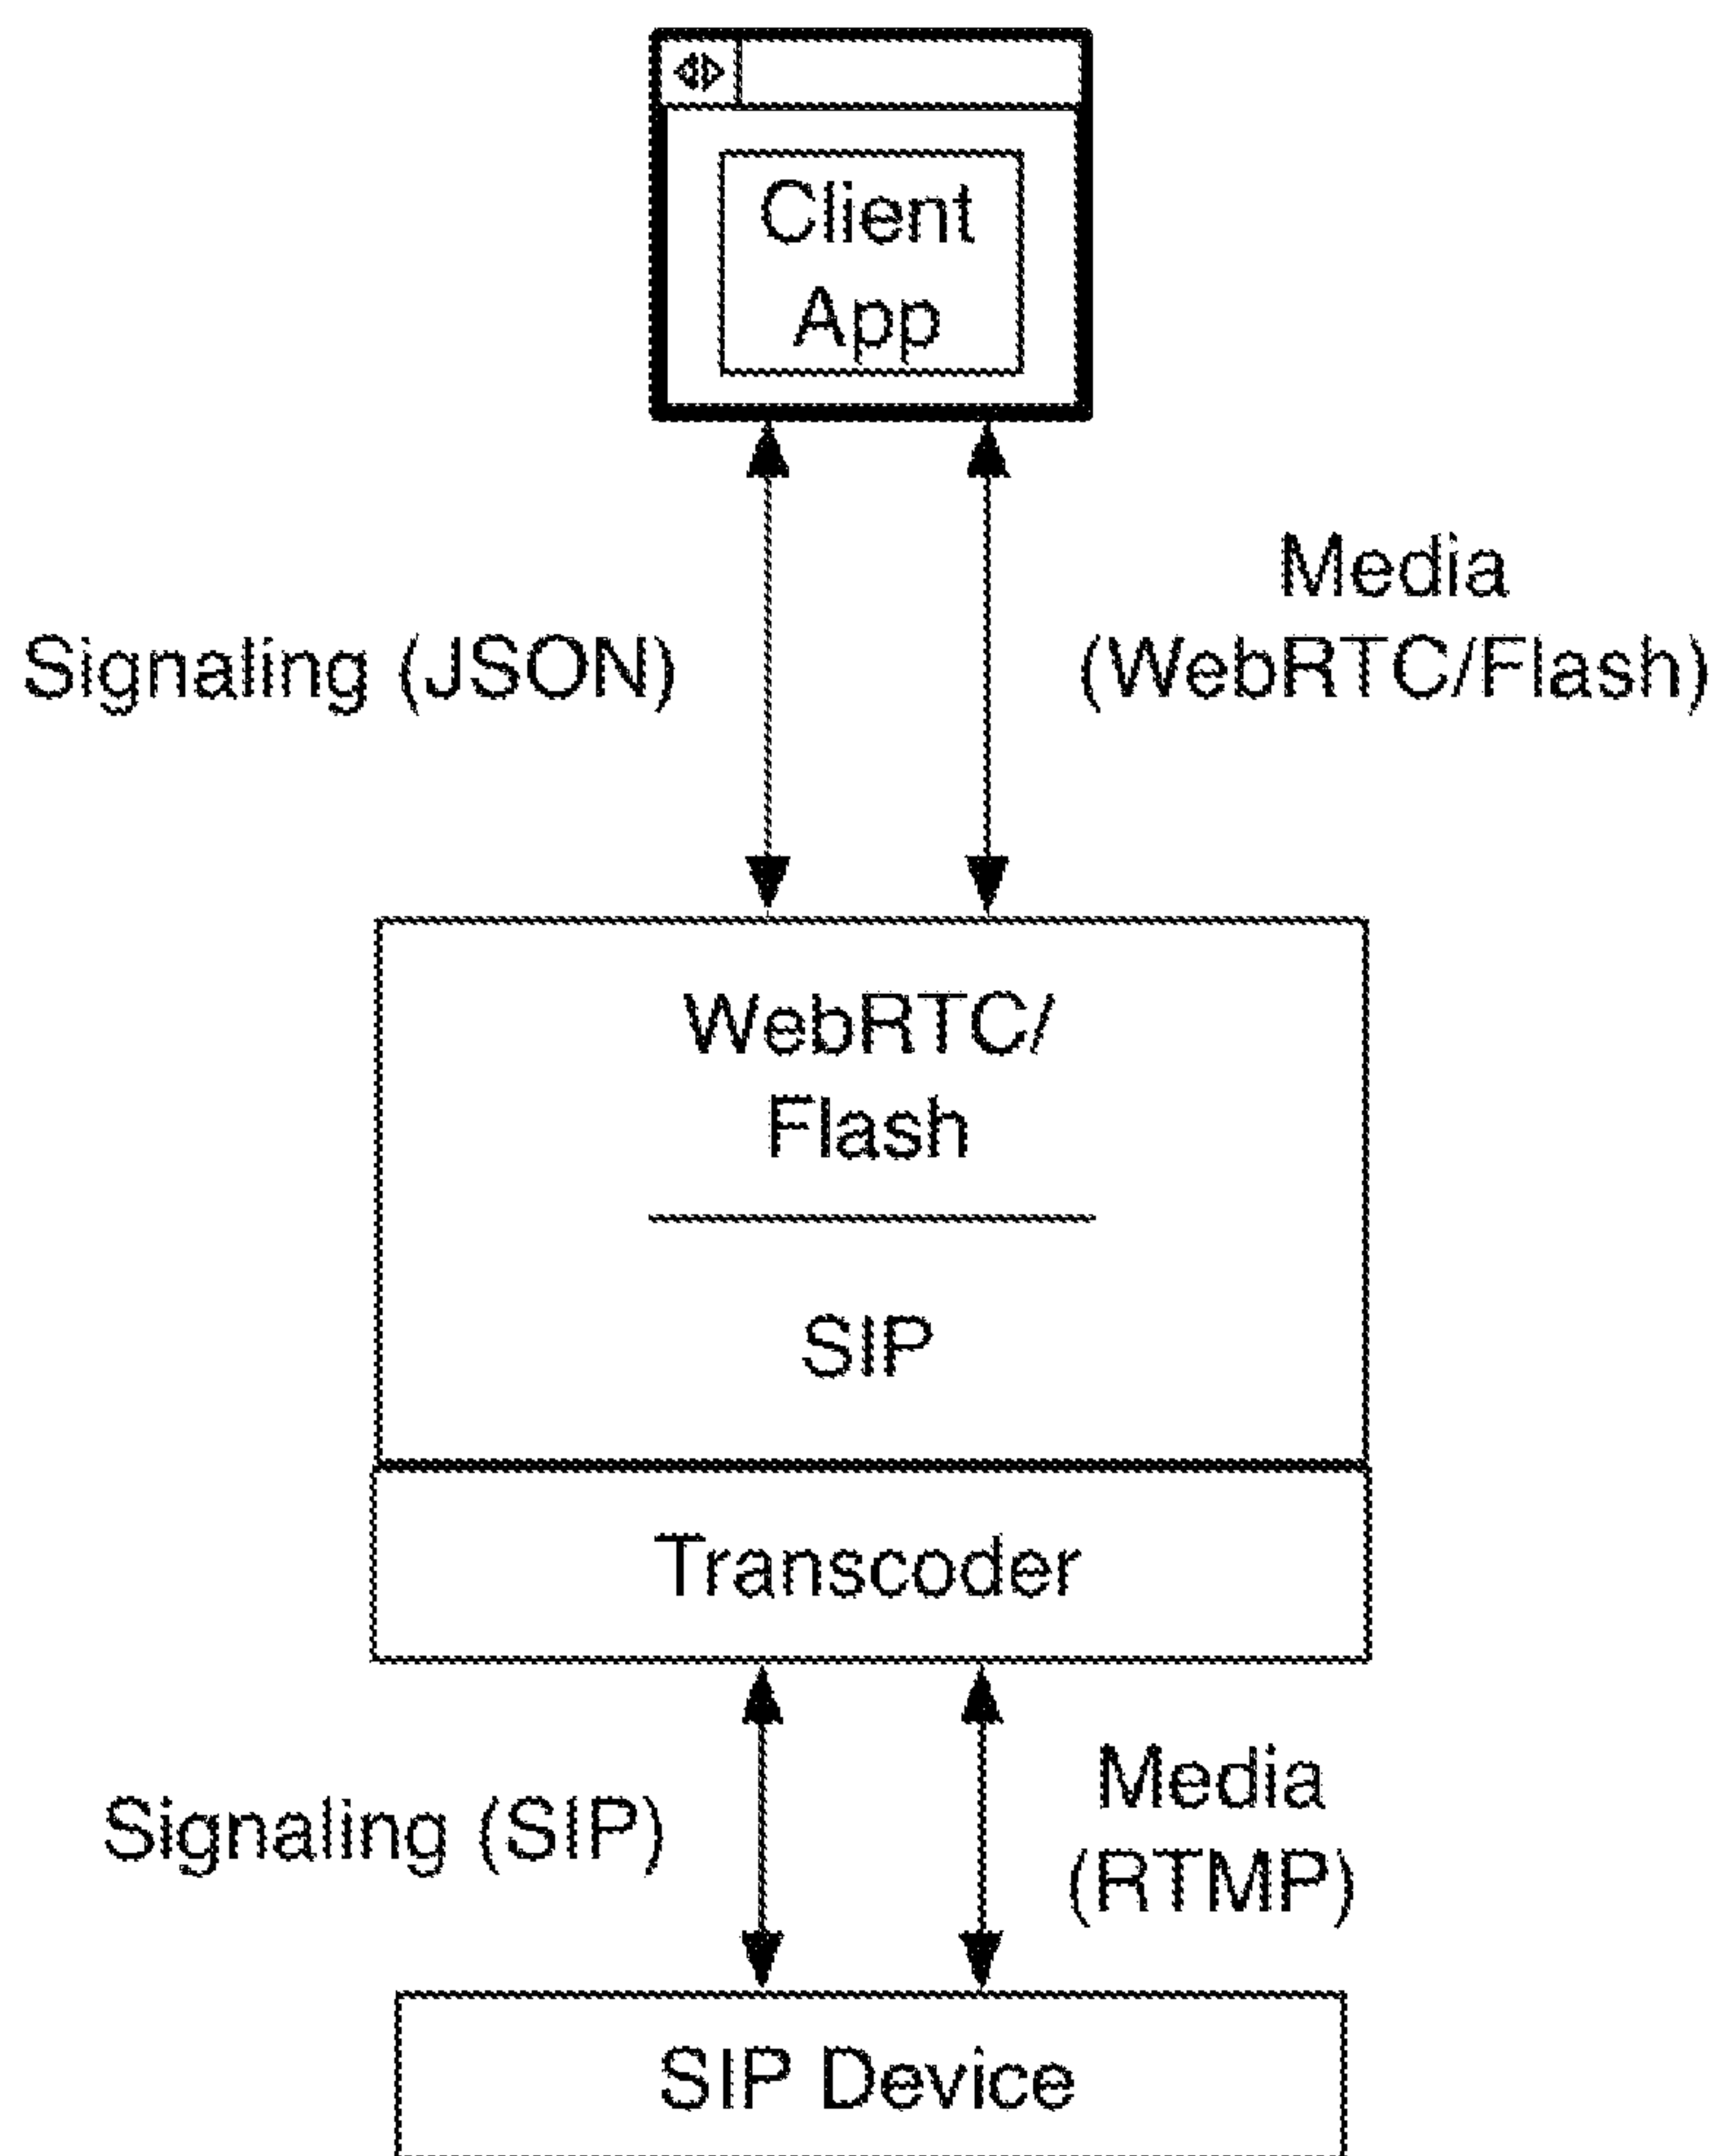 Client
App
Signaling (JSON)
Media
(WebRTC/Flash)
WebRTC/
Flash
SIP
Transcoder
Signaling (SIP)
Media
(RTMP)
SIP Device